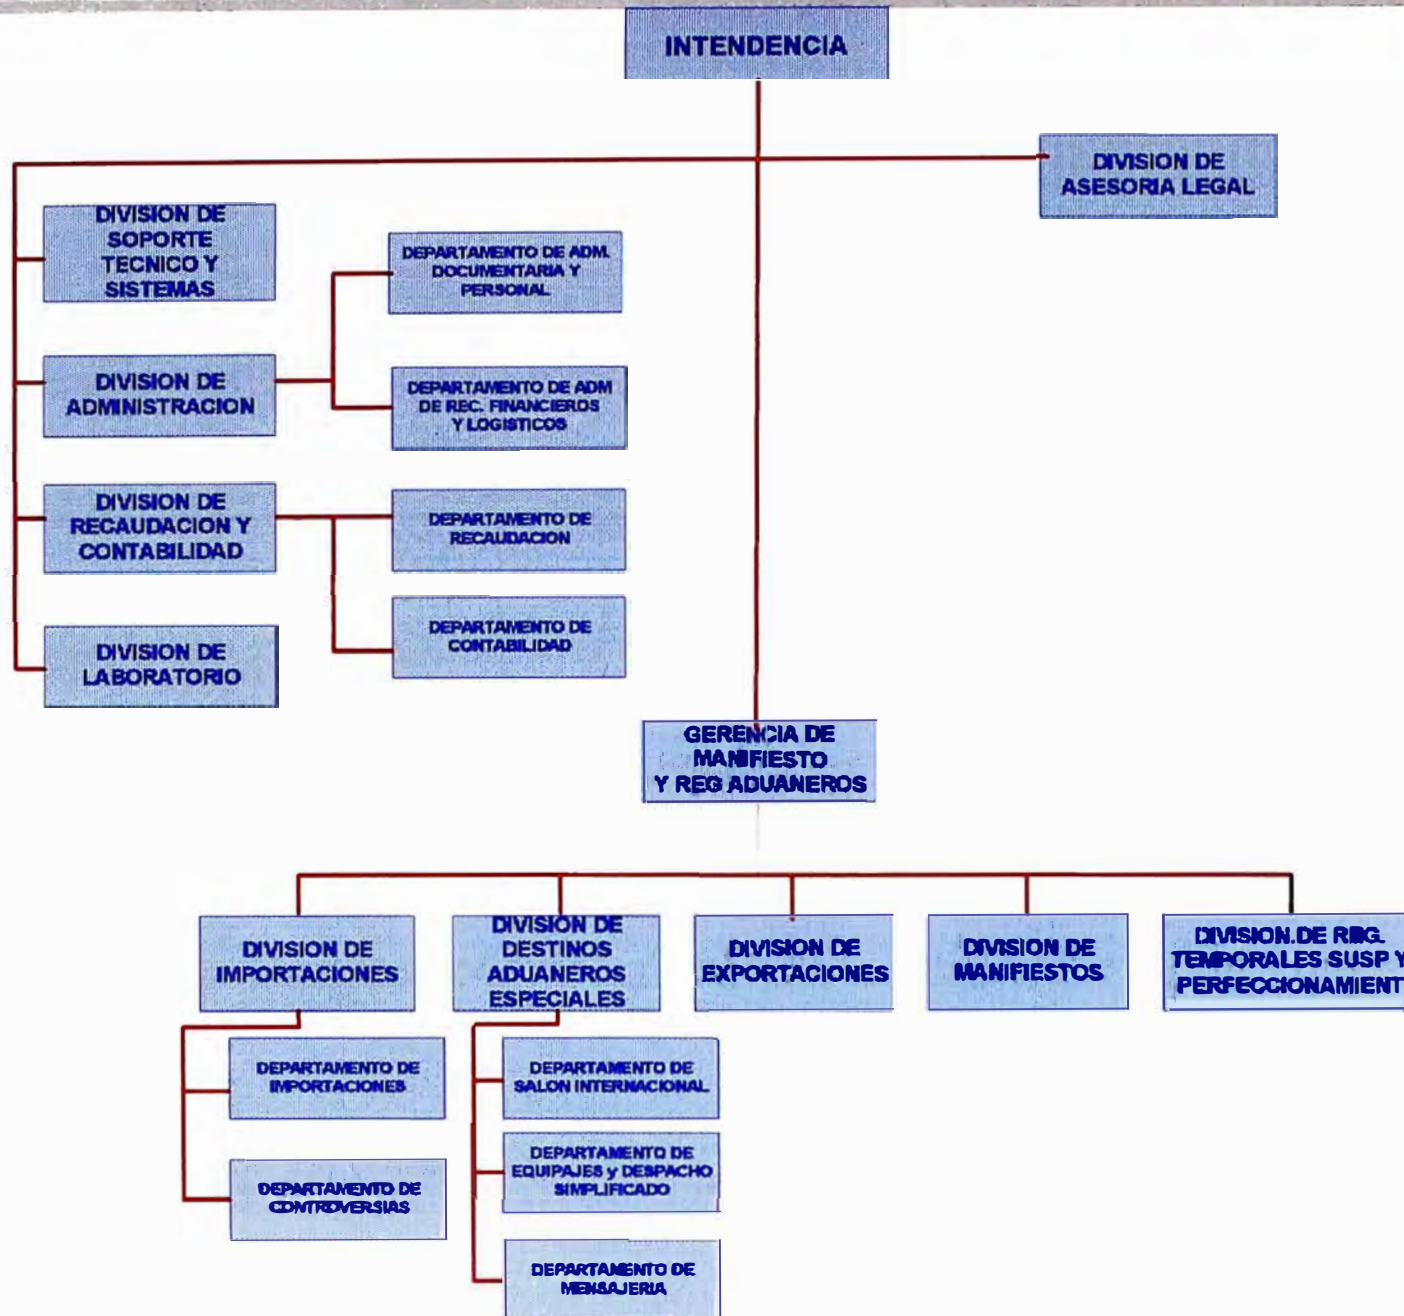 INTENDENCIA
DIVISION DE
ASESORIA LEGAL
DIVISION DE
SOPORTE
TECNICO Y
SISTEMAS
DEPARTAMENTO DE ADM.
DOCUMENTARIA Y
PERSONAL
DIVISION DE
ADMINISTRACION
DEPARTAMENTO DE ADM
DE REC. FINANCIEROS
Y LOGISTICOS
DIVISION DE
RECAUDACION Y
CONTABILIDAD
DEPARTAMENTO DE
RECAUDACION
DEPARTAMENTO DE
CONTABILIDAD
DIVISION DE
LABORATORIO
GERENCIA DE
MANIFIESTO
Y REG ADUANEROS
DIVISION DE
IMPORTACIONES
DIVISION DE
DESTINOS
ADUANEROS
ESPECIALES
DIVISION DE
EXPORTACIONES
DIVISION DE
MANIFIESTOS
DIVISION.DE REG.
TEMPORALES SUSP Y
PERFECCIONAMIENT
DEPARTAMENTO DE
IMPORTACIONES
DEPARTAMENTO DE
CONTROVERSIAS
DEPARTAMENTO DE
SALON INTERNACIONAL
DEPARTAMENTO DE
EQUIPAJES y DESPACHO
SIMPLIFICADO
DEPARTAMENTO DE
MENSAJERIA